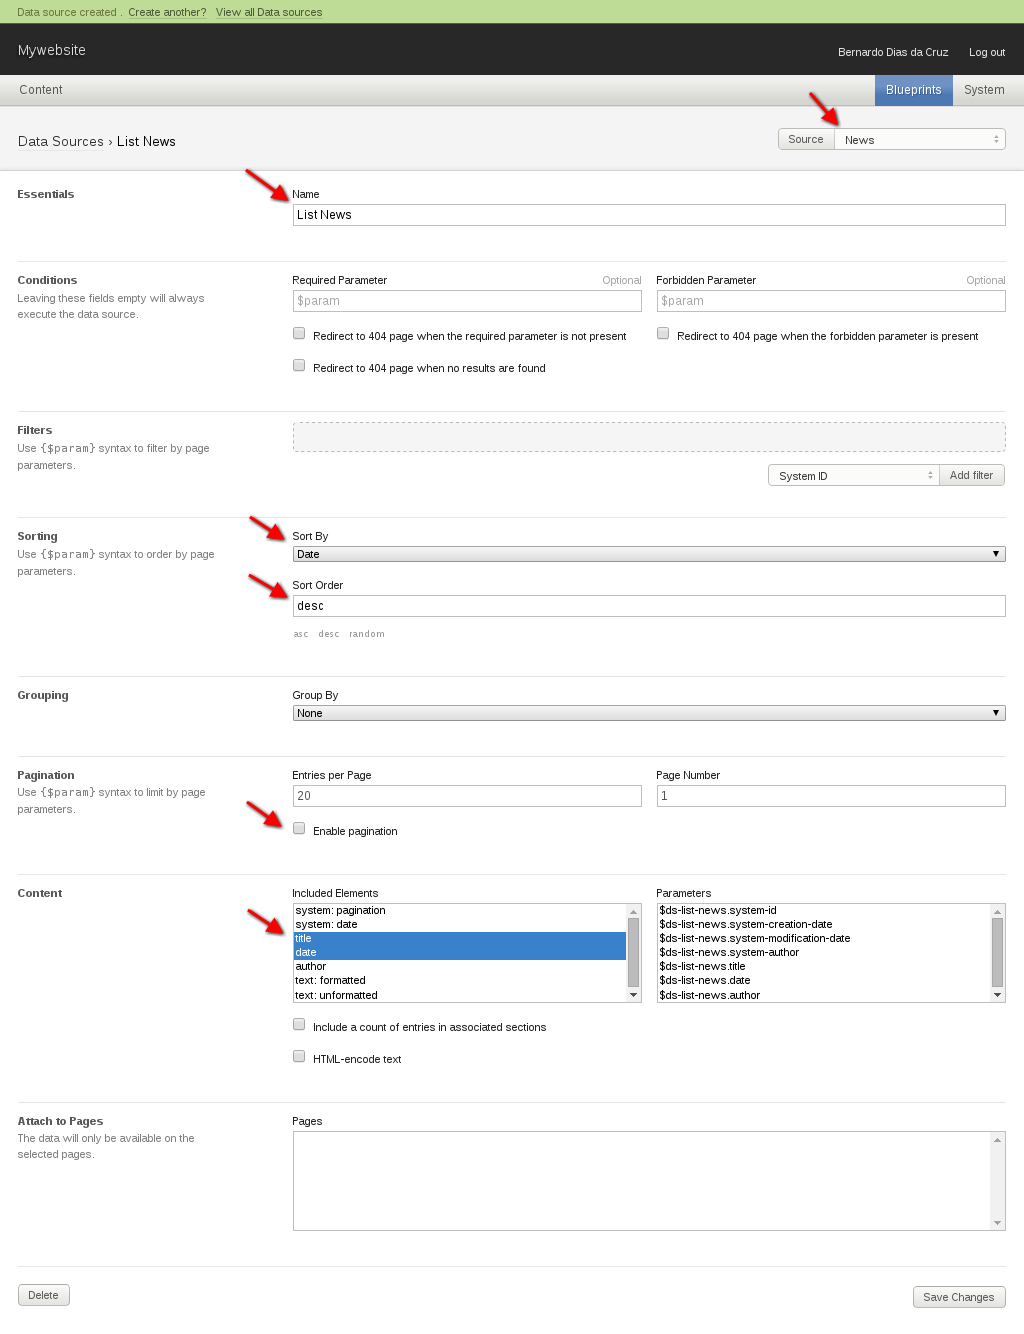 Data source created . Create another? View all Data sources
Mywebsite
Bernardo Dias da Cruz Log out
Content Blueprints System
Data Sources › List News
Source News
Essentials
Name
List News
Conditions
Leaving these fields empty will always
execute the data source.
Required Parameter Optional
$param
Forbidden Parameter Optional
$param
Redirect to 404 page when the required parameter is not present
Redirect to 404 page when the forbidden parameter is present
Redirect to 404 page when no results are found
Filters
Use {$param} syntax to filter by page
parameters.
System ID Add filter
Sorting
Use {$param} syntax to order by page
parameters.
Sort By
Date
Sort Order
desc
asc desc random
Grouping
Group By
None
Pagination
Use {$param} syntax to limit by page
parameters.
Entries per Page
20
Page Number
1
Enable pagination
Content
Included Elements
system: pagination
system: date
title
date
author
text: formatted
text: unformatted
Parameters
$ds-list-news.system-id
$ds-list-news.system-creation-date
$ds-list-news.system-modification-date
$ds-list-news.system-author
$ds-list-news.title
$ds-list-news.date
$ds-list-news.author
Include a count of entries in associated sections
HTML-encode text
Attach to Pages
The data will only be available on the
selected pages.
Pages
Delete Save Changes